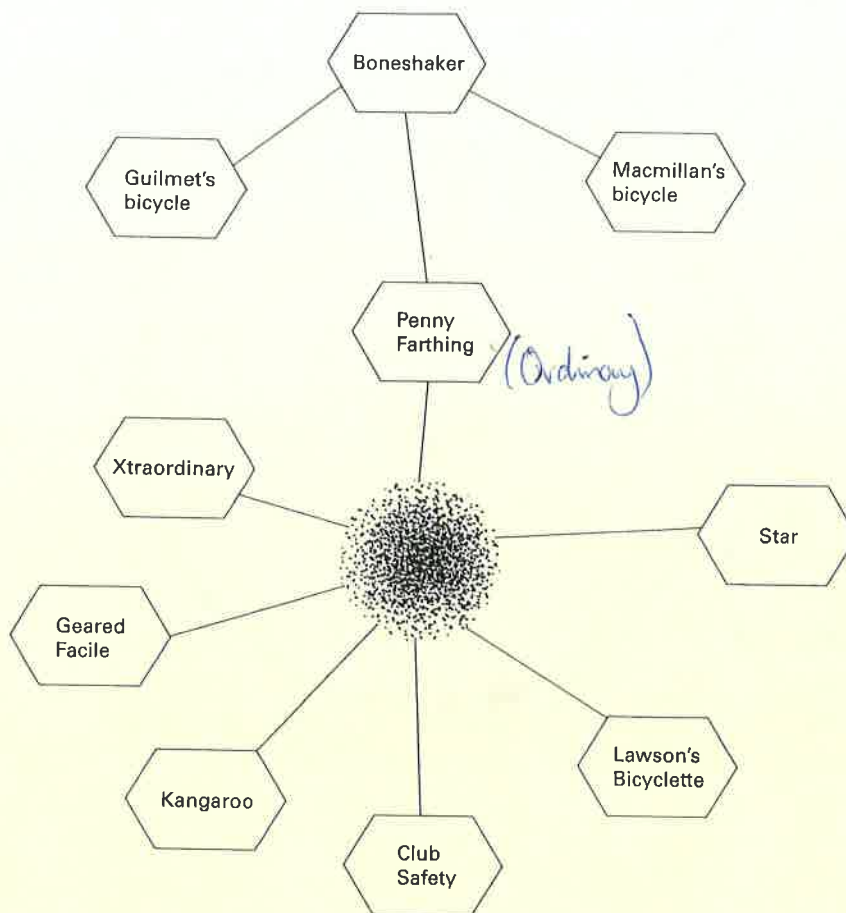 Boneshaker
Guilmet's
bicycle
Macmillan's
bicycle
Penny
Farthing
(Ordinary)
Xtraordinary
Star
Geared
Facile
Lawson's
Bicyclette
Kangaroo
Club
Safety